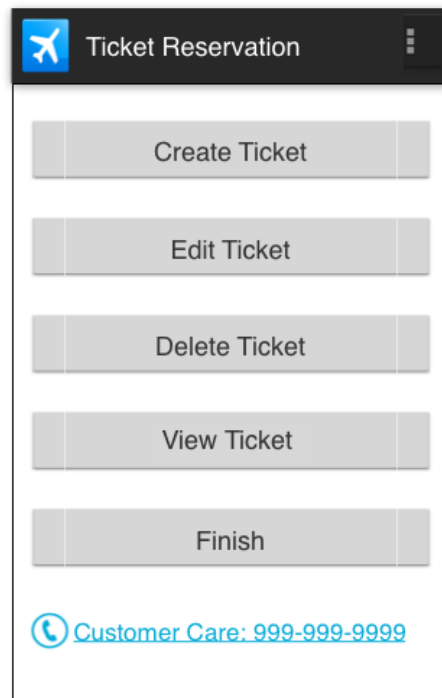 Ticket Reservation
Create Ticket
Edit Ticket
Delete Ticket
View Ticket
Finish
Customer Care: 999-999-9999